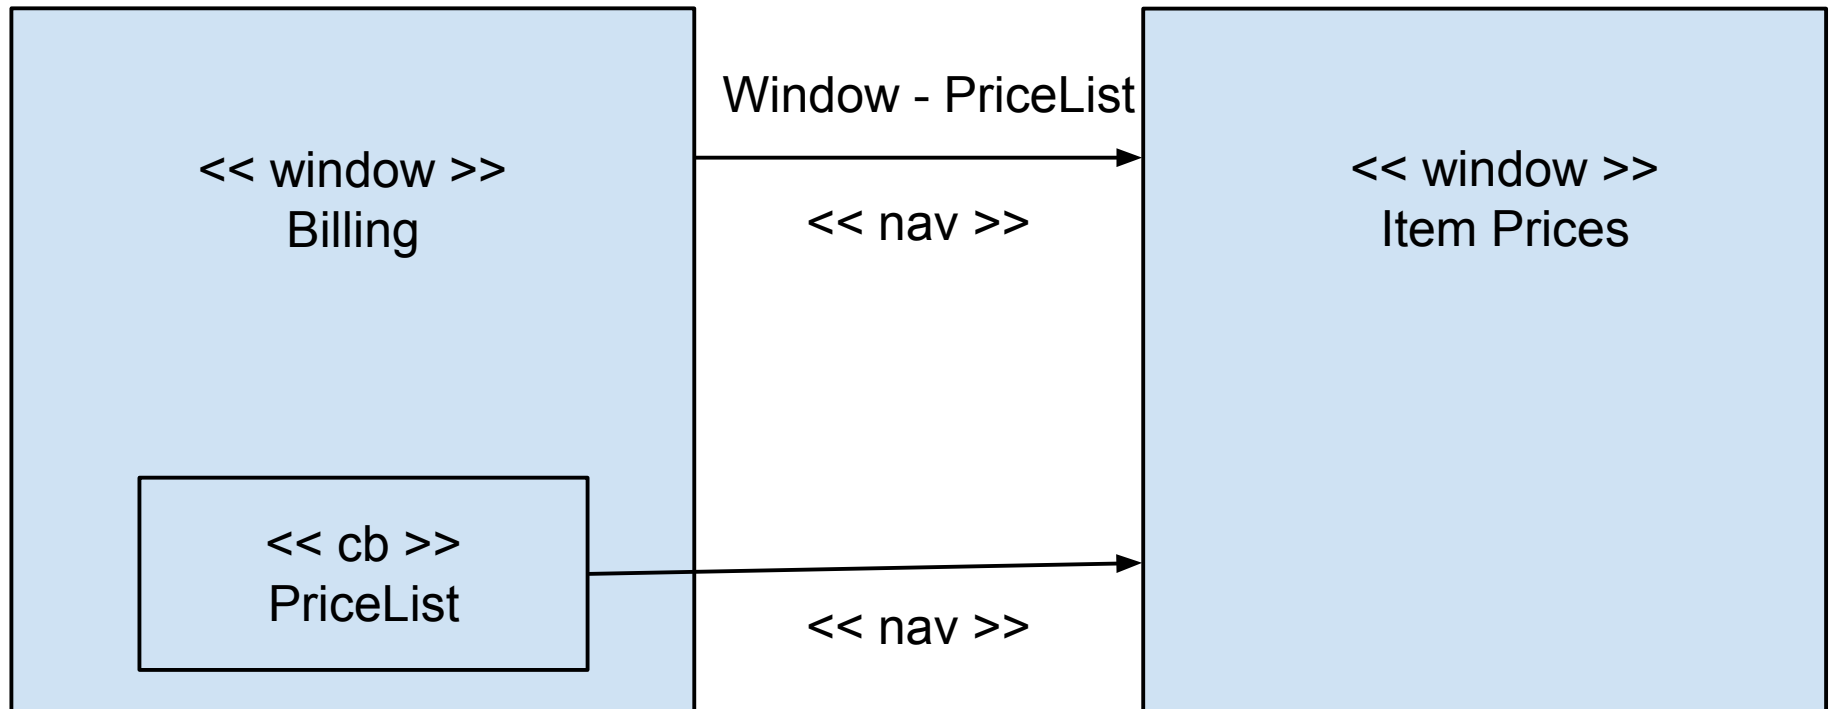 << window >>
Billing
<< cb >>
PriceList
Window - PriceList
<< nav >>
<< nav >>
<< window >>
Item Prices